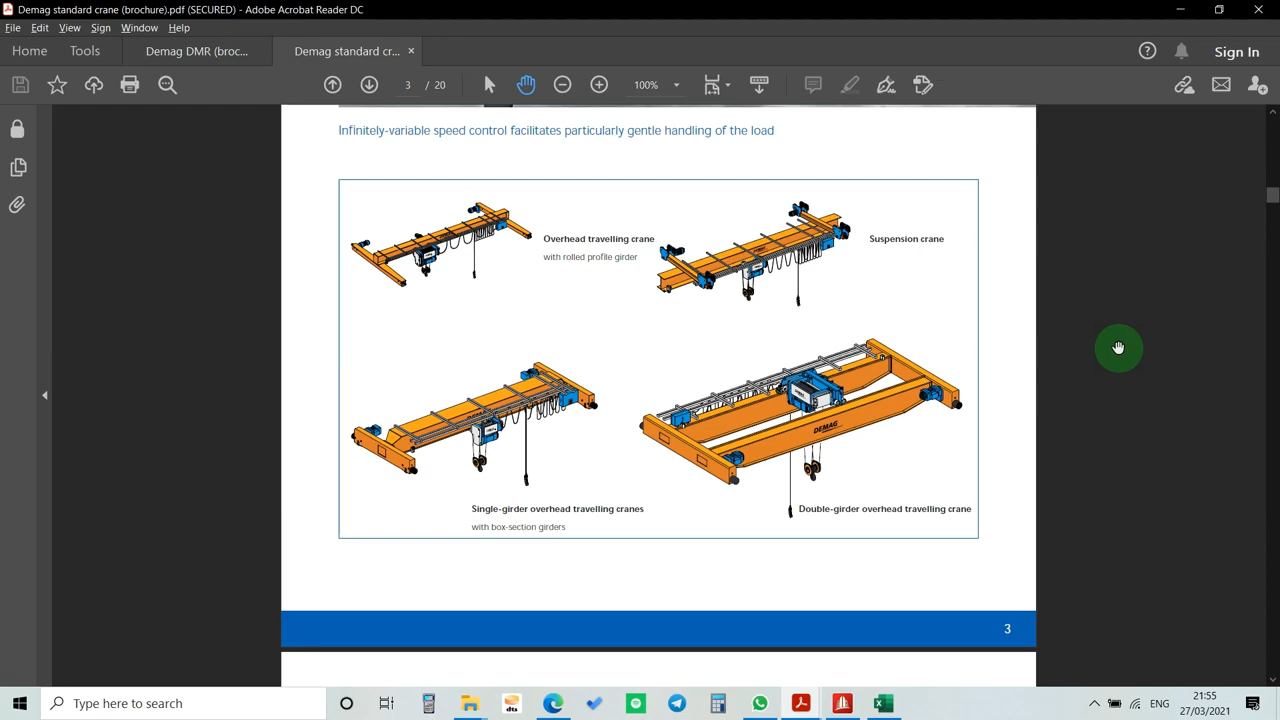 Demag standard crane (brochure).pdf (SECURED) - Adobe Acrobat Reader DC
File Edit View Sign Window Help
Home Tools Demag DMR (broc... Demag standard cr... × Sign In
3 / 20 100%
Infinitely-variable speed control facilitates particularly gentle handling of the load
Overhead travelling crane
with rolled profile girder
Suspension crane
DEMAG
Single-girder overhead travelling cranes
with box-section girders
Double-girder overhead travelling crane
3
Type here to search
dts
ENG
21:55
27/03/2021